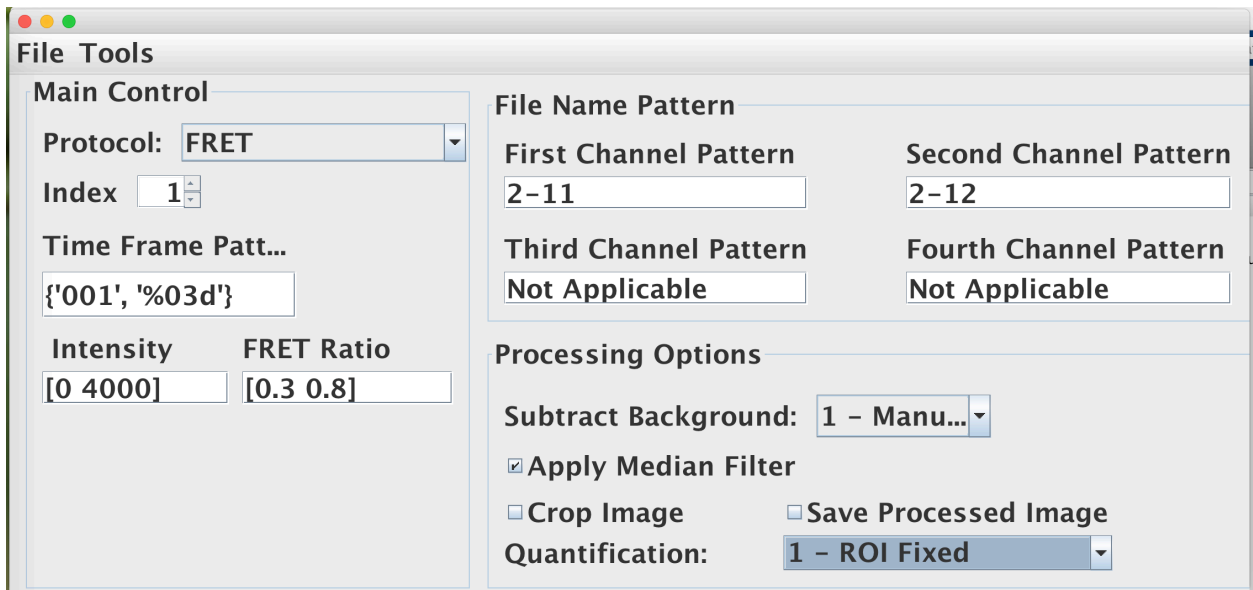 File Tools
Main Control
Protocol: FRET
Index 1
Time Frame Patt...
{'001', '%03d'}
Intensity FRET Ratio
[0 4000] [0.3 0.8]
File Name Pattern
First Channel Pattern Second Channel Pattern
2-11 2-12
Third Channel Pattern Fourth Channel Pattern
Not Applicable Not Applicable
Processing Options
Subtract Background: 1 - Manu...
Apply Median Filter
Crop Image Save Processed Image
Quantification: 1 - ROI Fixed